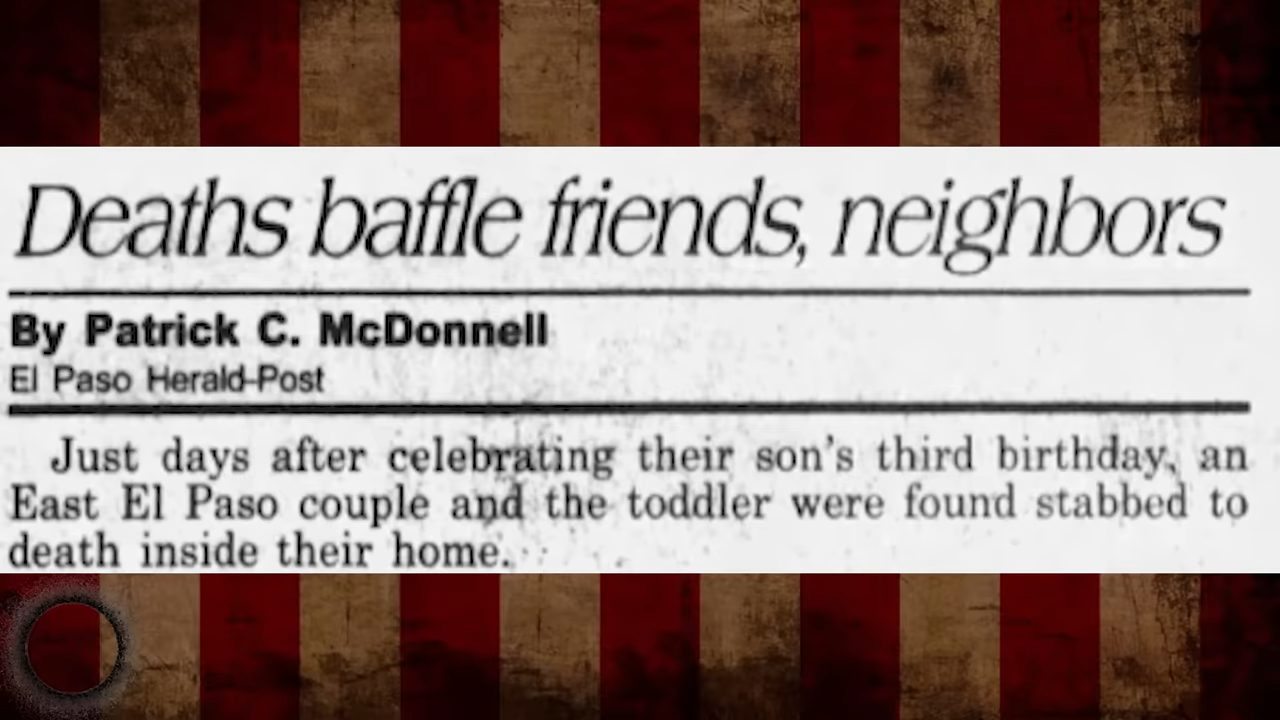 Deaths baffle friends, neighbors
By Patrick C. McDonnell
El Paso Herald-Post
Just days after celebrating their son's third birthday, an
East El Paso couple and the toddler were found stabbed to
death inside their home.